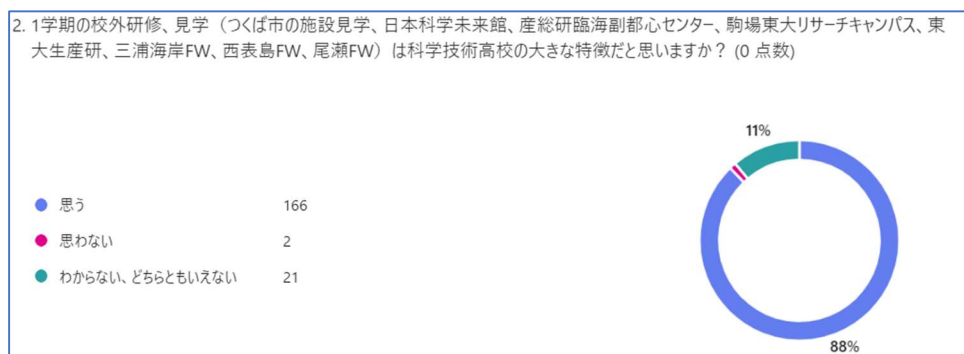 2. 1学期の校外研修、見学（つくば市の施設見学、日本科学未来館、産総研臨海副都心センター、駒場東大リサーチキャンパス、東
大生産研、三浦海岸FW、西表島FW、尾瀬FW）は科学技術高校の大きな特徴だと思いますか？ (0 点数)
11%
思う 166
思わない 2
わからない、どちらともいえない 21
88%